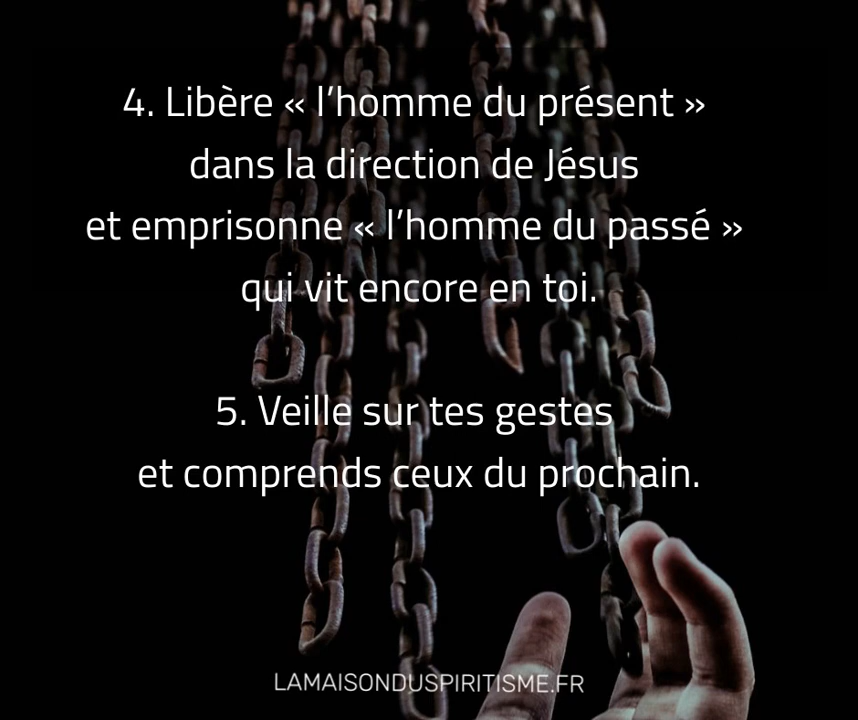 4. Libère « l’homme du présent »
dans la direction de Jésus
et emprisonne « l’homme du passé »
qui vit encore en toi.
5. Veille sur tes gestes
et comprends ceux du prochain.
LAMAISONDUSPIRITISME.FR